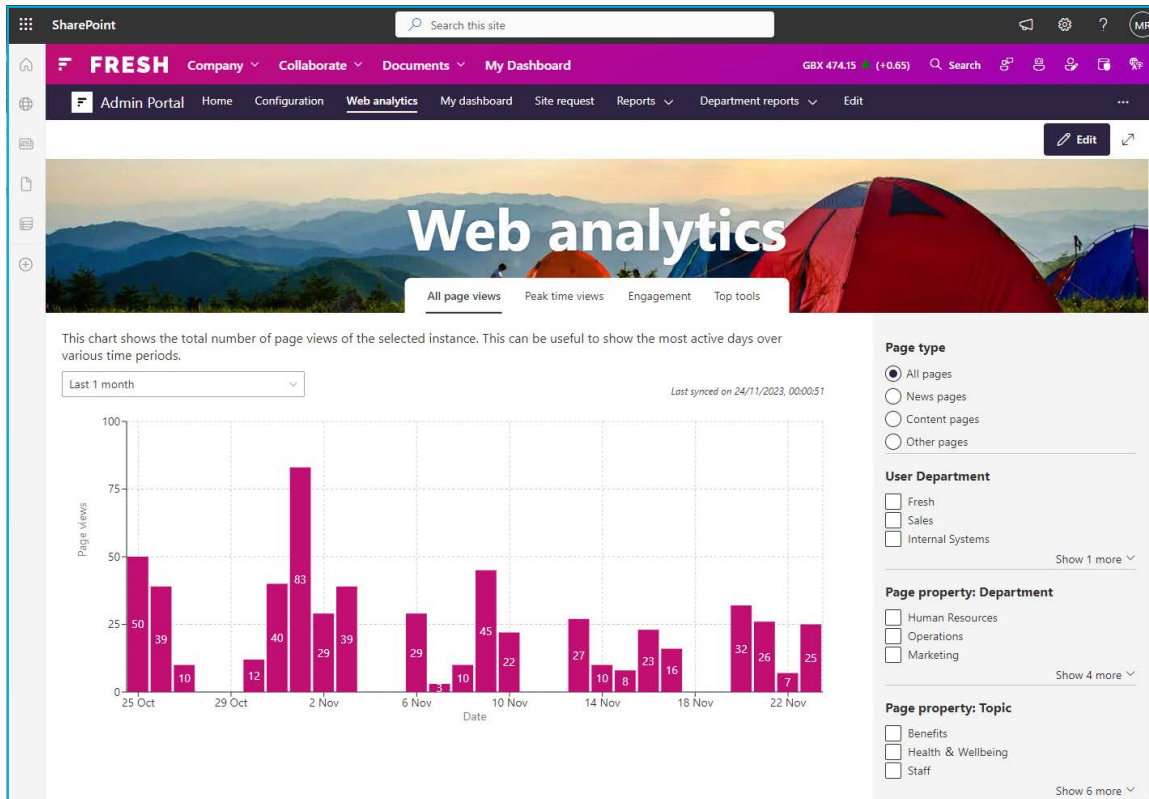 SharePoint
Search this site
?
MR
FRESH
Company
Collaborate
Documents
My Dashboard
GBX 474.15 (+0.65)
Search
Admin Portal
Home
Configuration
Web analytics
My dashboard
Site request
Reports
Department reports
Edit
...
Edit
Web analytics
All page views
Peak time views
Engagement
Top tools
This chart shows the total number of page views of the selected instance. This can be useful to show the most active days over
various time periods.
Last 1 month
Last synced on 24/11/2023, 00:00:51
100
75
50
25
0
Page views
50
39
10
12
40
83
29
39
29
3
10
45
22
27
10
8
23
16
32
26
7
25
25 Oct
29 Oct
2 Nov
6 Nov
10 Nov
14 Nov
18 Nov
22 Nov
Date
Page type
All pages
News pages
Content pages
Other pages
User Department
Fresh
Sales
Internal Systems
Show 1 more
Page property: Department
Human Resources
Operations
Marketing
Show 4 more
Page property: Topic
Benefits
Health & Wellbeing
Staff
Show 6 more